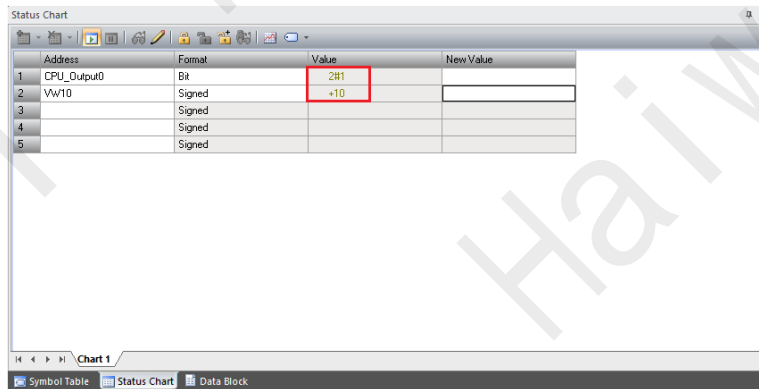 Status Chart
Address Format Value New Value
1 CPU_Output0 Bit 2#1
2 VW10 Signed +10
3 Signed
4 Signed
5 Signed
Chart 1
Symbol Table Status Chart Data Block
Haiw